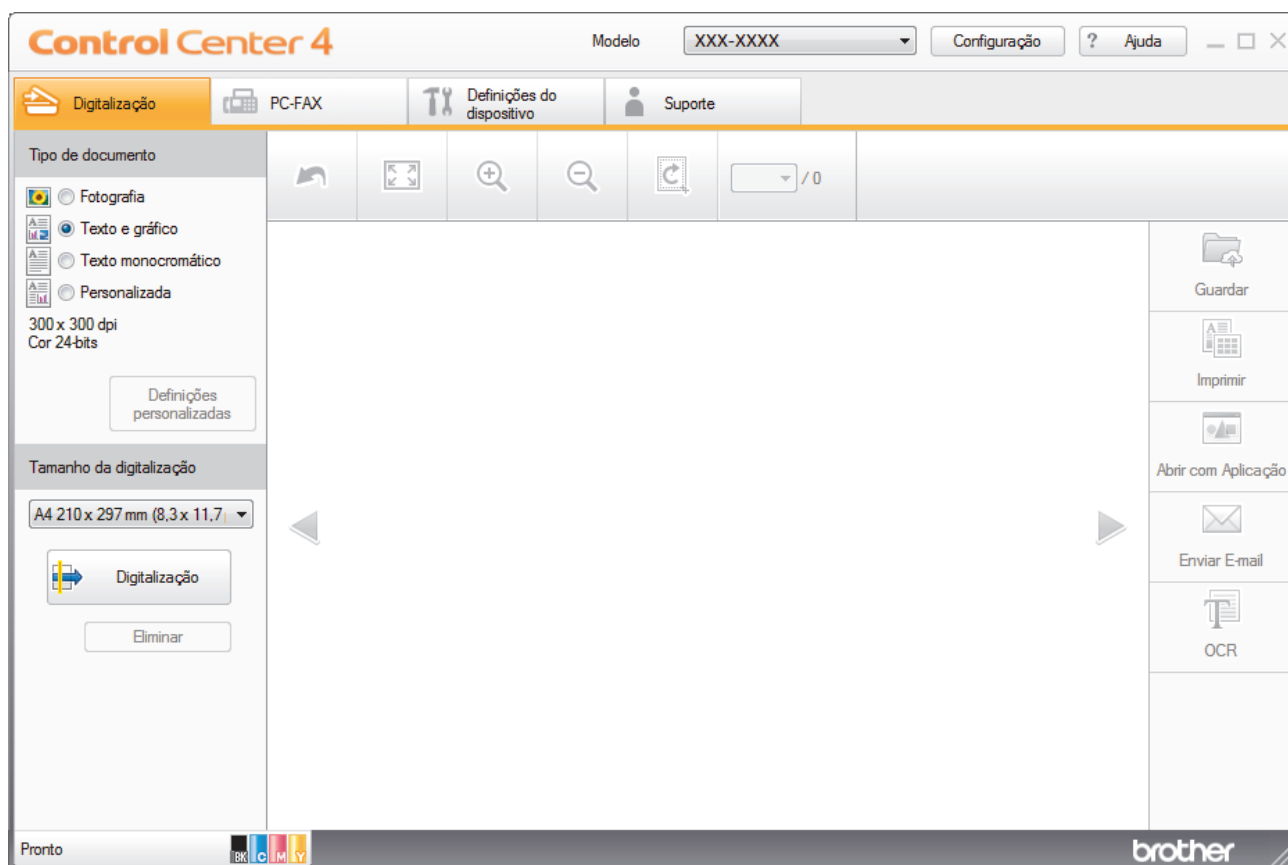 Control Center 4
Modelo
XXX-XXXX
Configuração
? Ajuda
Digitalização
PC-FAX
Definições do
dispositivo
Suporte
Tipo de documento
Fotografia
Texto e gráfico
Texto monocromático
Personalizada
300 x 300 dpi
Cor 24-bits
Definições
personalizadas
Tamanho da digitalização
A4 210 x 297 mm (8,3 x 11,7
Digitalização
Eliminar
/ 0
Guardar
Imprimir
Abrir com Aplicação
Enviar E-mail
OCR
Pronto
BK C M Y
brother